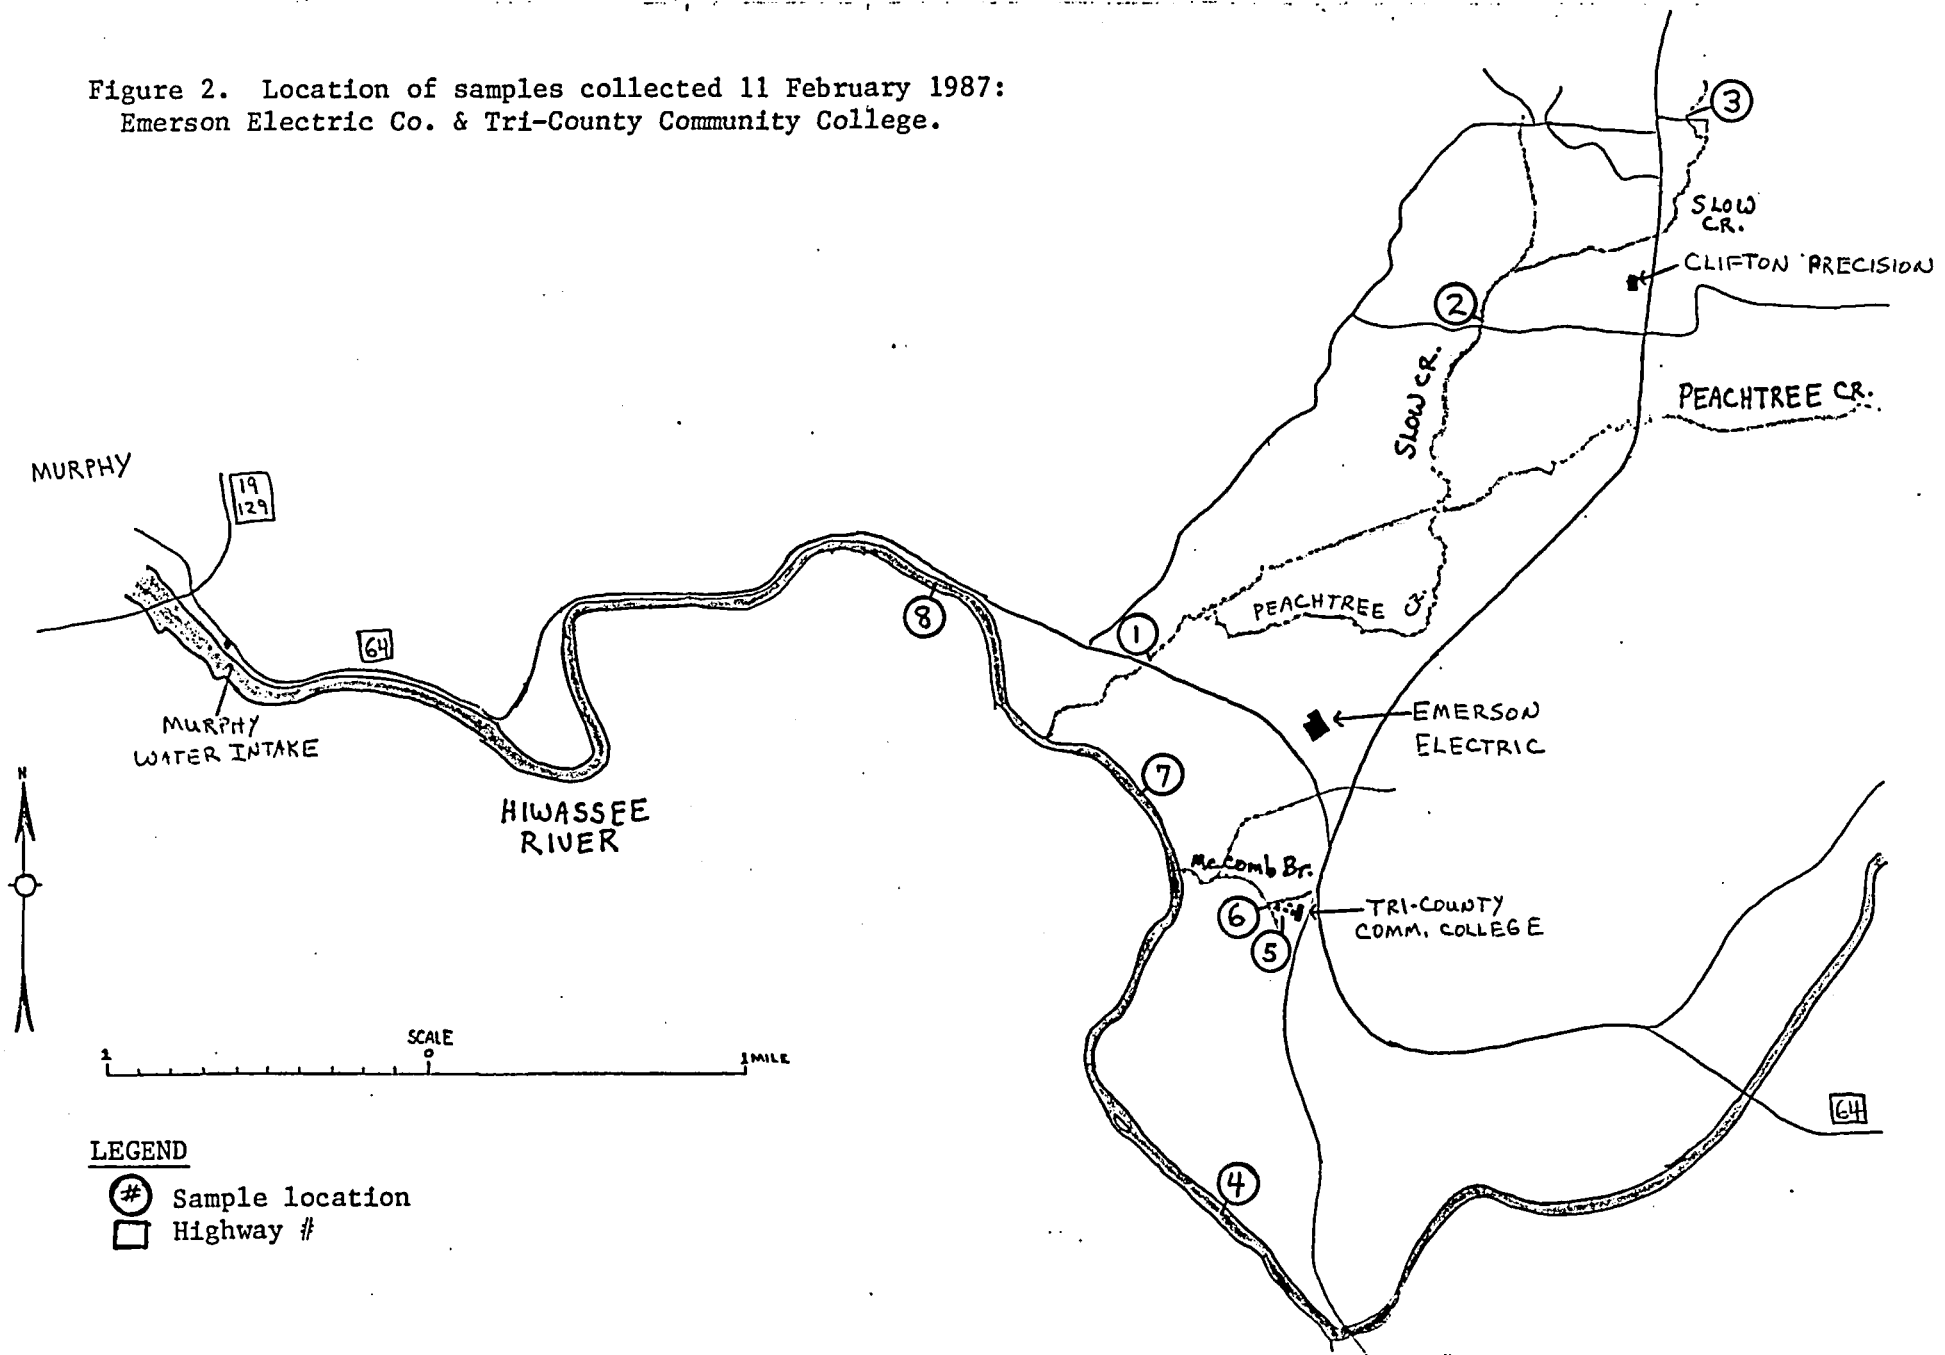 Figure 2. Location of samples collected 11 February 1987:
Emerson Electric Co. & Tri-County Community College.
3
SLOW
CR.
CLIFTON PRECISION
2
SLOW CR.
PEACHTREE CR.
MURPHY
19
129
64
8
1
PEACHTREE Cr.
MURPHY
WATER INTAKE
EMERSON
ELECTRIC
7
N
HIWASSEE
RIVER
McComb Br.
6
5
TRI-COUNTY
COMM. COLLEGE
SCALE
1
0
1 MILE
64
4
LEGEND
# Sample location
Highway #